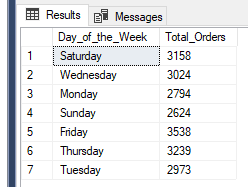 Results Messages
Day_of_the_Week Total_Orders
1 Saturday 3158
2 Wednesday 3024
3 Monday 2794
4 Sunday 2624
5 Friday 3538
6 Thursday 3239
7 Tuesday 2973